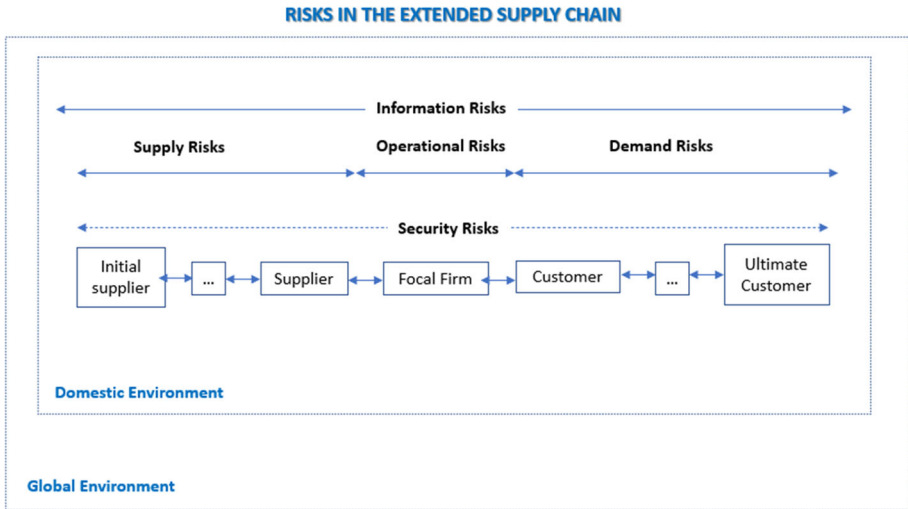 RISKS IN THE EXTENDED SUPPLY CHAIN
Information Risks
Supply Risks
Operational Risks
Demand Risks
Security Risks
Initial
supplier
...
Supplier
Focal Firm
Customer
...
Ultimate
Customer
Domestic Environment
Global Environment